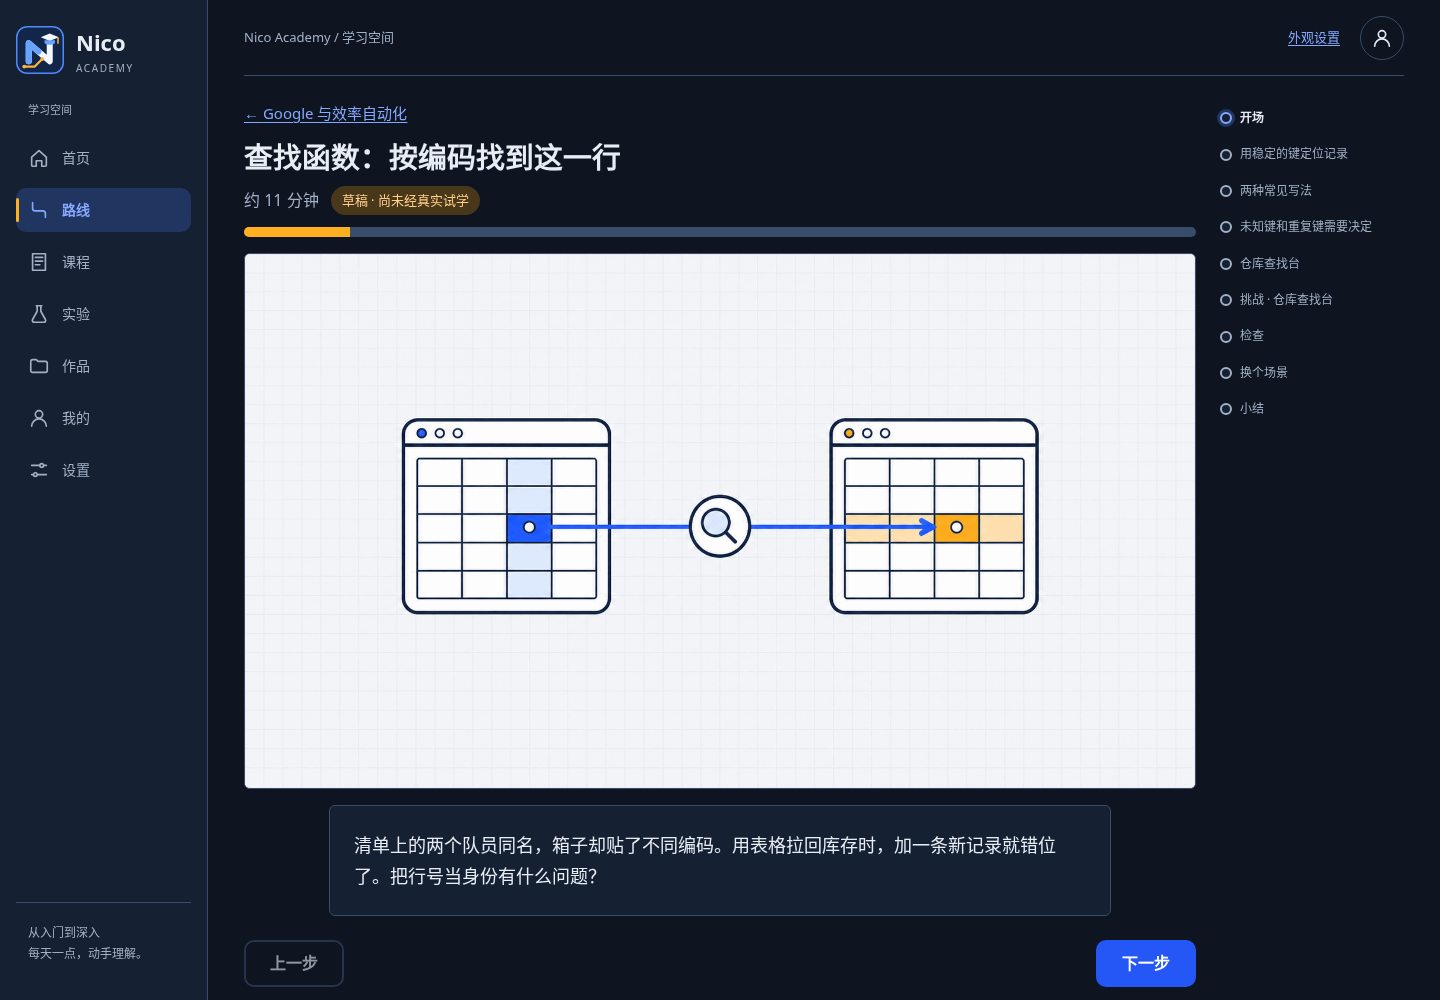 Nico
ACADEMY
学习空间
首页
路线
课程
实验
作品
我的
设置
从入门到深入
每天一点，动手理解。
Nico Academy / 学习空间
外观设置
← Google 与效率自动化
查找函数：按编码找到这一行
约 11 分钟
草稿 · 尚未经真实试学
清单上的两个队员同名，箱子却贴了不同编码。用表格拉回库存时，加一条新记录就错位
了。把行号当身份有什么问题？
上一步
下一步
开场
用稳定的键定位记录
两种常见写法
未知键和重复键需要决定
仓库查找台
挑战 · 仓库查找台
检查
换个场景
小结